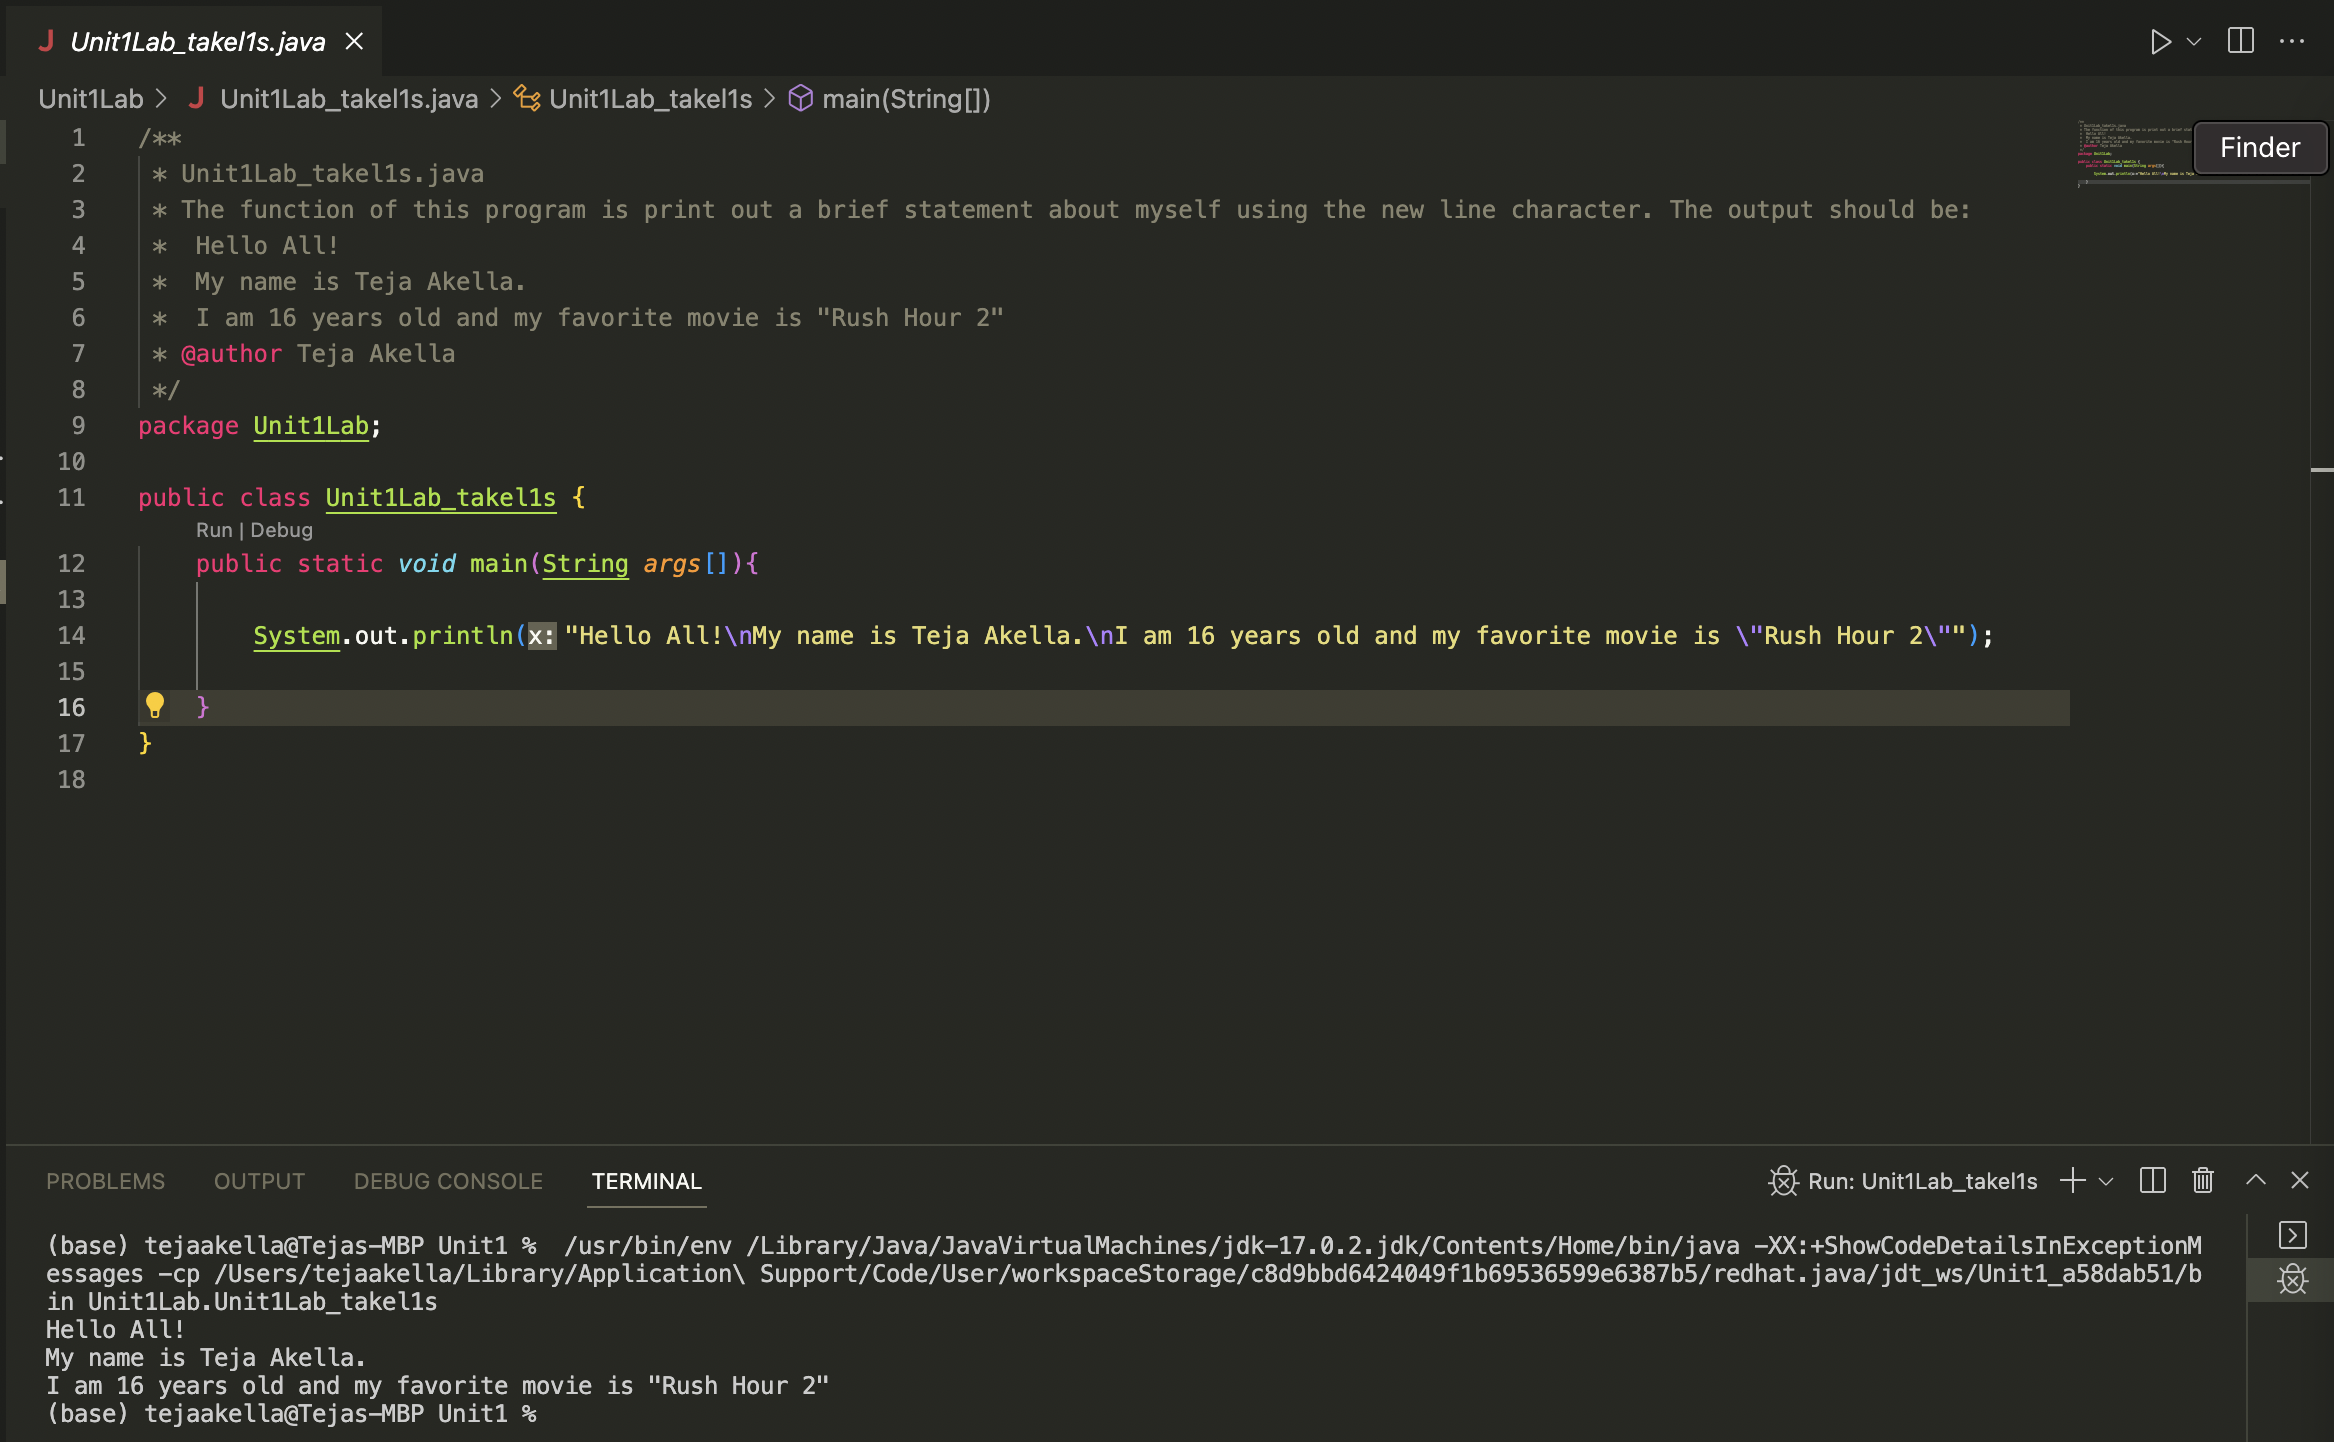 Unit1Lab_takel1s.java
Unit1Lab > Unit1Lab_takel1s.java > Unit1Lab_takel1s > main(String[])
Finder
1 /**
2 * Unit1Lab_takel1s.java
3 * The function of this program is print out a brief statement about myself using the new line character. The output should be:
4 * Hello All!
5 * My name is Teja Akella.
6 * I am 16 years old and my favorite movie is "Rush Hour 2"
7 * @author Teja Akella
8 */
9 package Unit1Lab;
10
11 public class Unit1Lab_takel1s {
Run | Debug
12 public static void main(String args[]){
13
14 System.out.println(x: "Hello All!\nMy name is Teja Akella.\nI am 16 years old and my favorite movie is \"Rush Hour 2\"");
15
16 }
17 }
18
PROBLEMS OUTPUT DEBUG CONSOLE TERMINAL Run: Unit1Lab_takel1s
(base) tejaakella@Tejas-MBP Unit1 % /usr/bin/env /Library/Java/JavaVirtualMachines/jdk-17.0.2.jdk/Contents/Home/bin/java -XX:+ShowCodeDetailsInExceptionM
essages -cp /Users/tejaakella/Library/Application\ Support/Code/User/workspaceStorage/c8d9bbd6424049f1b69536599e6387b5/redhat.java/jdt_ws/Unit1_a58dab51/b
in Unit1Lab.Unit1Lab_takel1s
Hello All!
My name is Teja Akella.
I am 16 years old and my favorite movie is "Rush Hour 2"
(base) tejaakella@Tejas-MBP Unit1 %